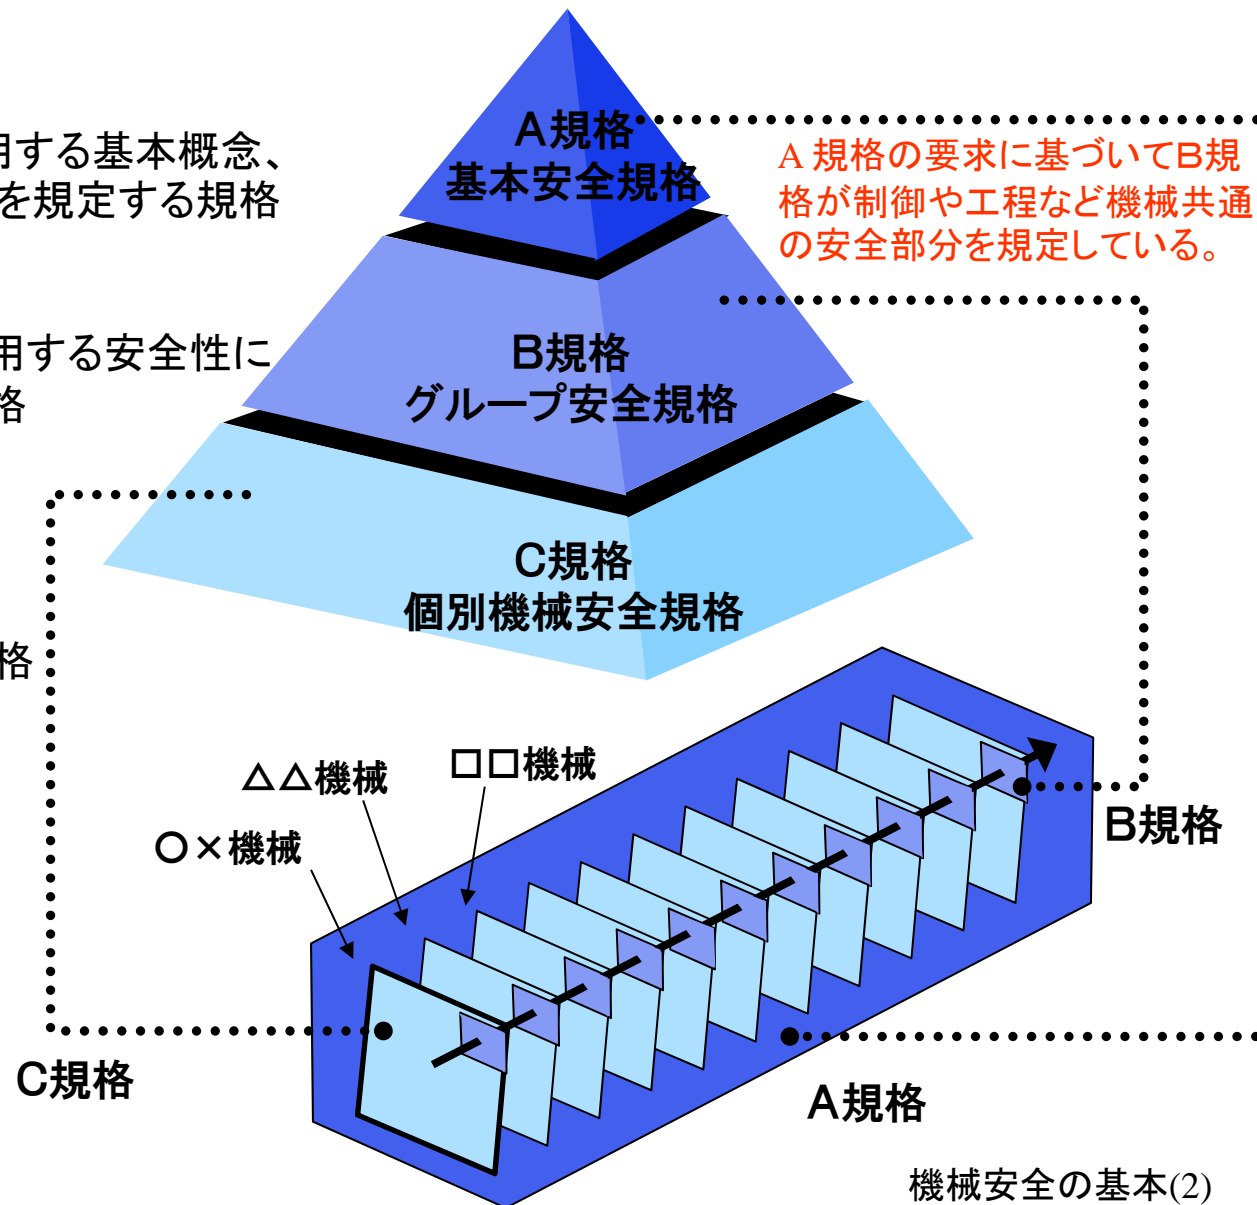 A規格
基本安全規格
用する基本概念、
を規定する規格
A 規格の要求に基づいてB規
格が制御や工程など機械共通
の安全部分を規定している。
用する安全性に
格
B規格
グループ安全規格
C規格
個別機械安全規格
格
△△機械
□□機械
○×機械
B規格
C規格
A規格
機械安全の基本(2)